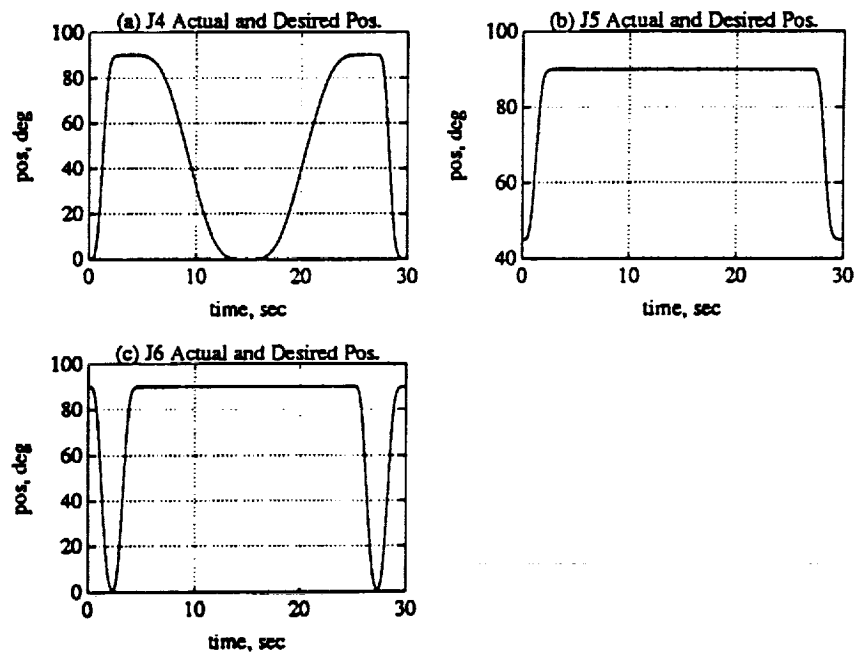 (a) J4 Actual and Desired Pos.
100
80
60
40
20
0
pos, deg
0 10 20 30
time, sec
(b) J5 Actual and Desired Pos.
100
80
60
40
pos, deg
0 10 20 30
time, sec
(c) J6 Actual and Desired Pos.
100
80
60
40
20
0
pos, deg
0 10 20 30
time, sec